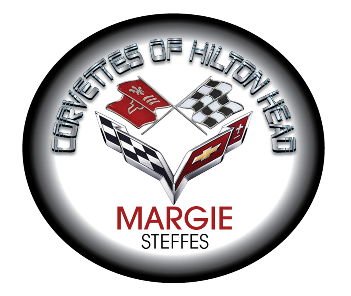 CORVETTES OF HILTON HEAD
MARGIE
STEFFES